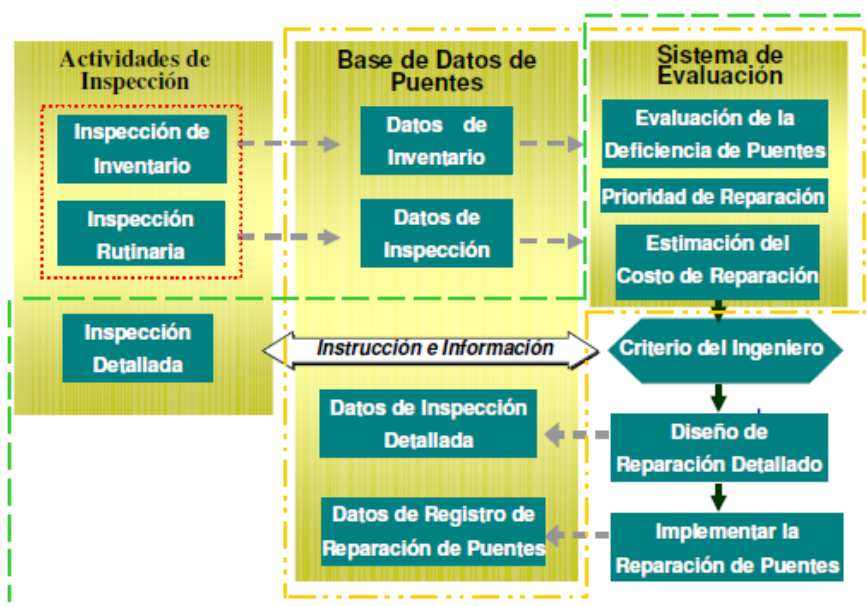 Actividades de
Inspección
Inspección de
Inventario
Inspección
Rutinaria
Inspección
Detallada
Base de Datos de
Puentes
Datos de
Inventario
Datos de
Inspección
Instrucción e Información
Datos de Inspección
Detallada
Datos de Registro de
Reparación de Puentes
Sistema de
Evaluación
Evaluación de la
Deficiencia de Puentes
Prioridad de Reparación
Estimación del
Costo de Reparación
Criterio del Ingeniero
Diseño de
Reparación Detallado
Implementar la
Reparación de Puentes